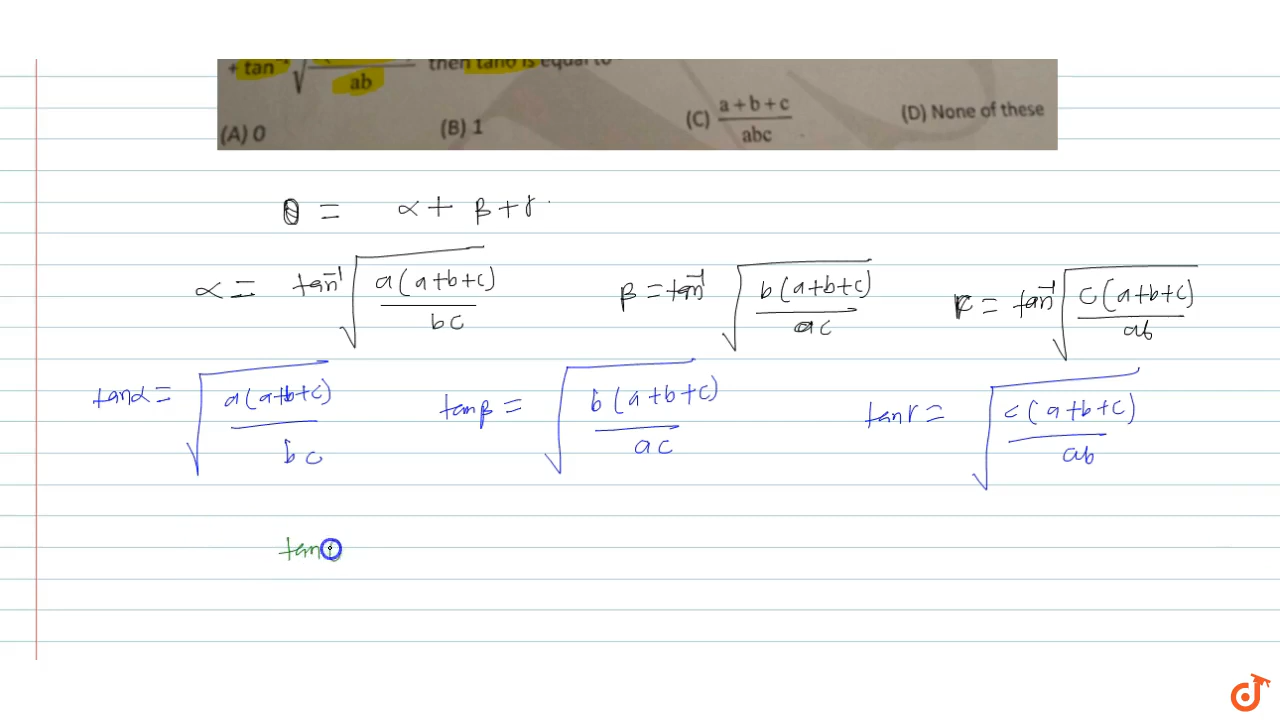 + tan⁻¹ √ ab then tanθ is equal to
(A) 0 (B) 1 (C) a+b+c / abc (D) None of these
θ = α + β + γ
α = tan⁻¹ √(a(a+b+c) / bc) β = tan⁻¹ √(b(a+b+c) / ac) γ = tan⁻¹ √(c(a+b+c) / ab)
tanα = √(a(a+b+c) / bc) tanβ = √(b(a+b+c) / ac) tanγ = √(c(a+b+c) / ab)
tan